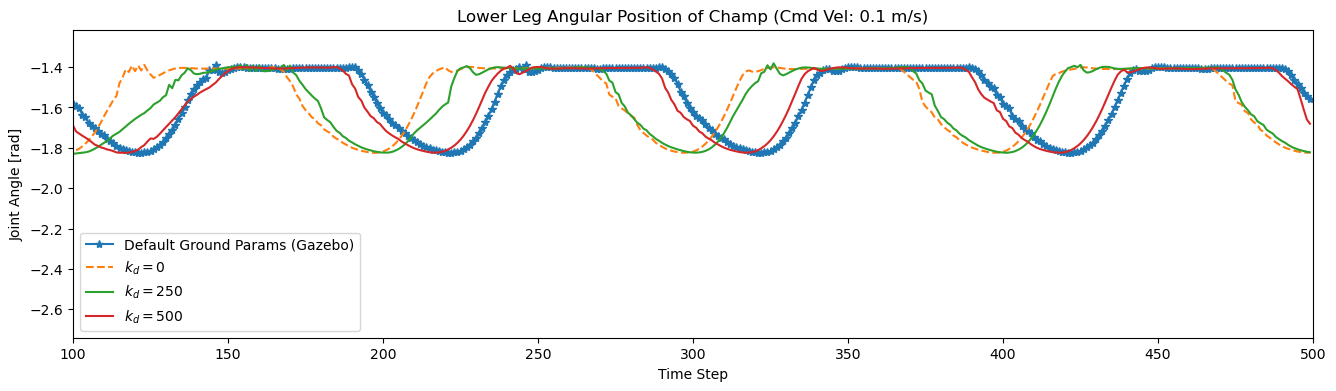 Lower Leg Angular Position of Champ (Cmd Vel: 0.1 m/s)
Joint Angle [rad]
−1.4
−1.6
−1.8
−2.0
−2.2
−2.4
−2.6
Default Ground Params (Gazebo)
k_d = 0
k_d = 250
k_d = 500
100 150 200 250 300 350 400 450 500
Time Step